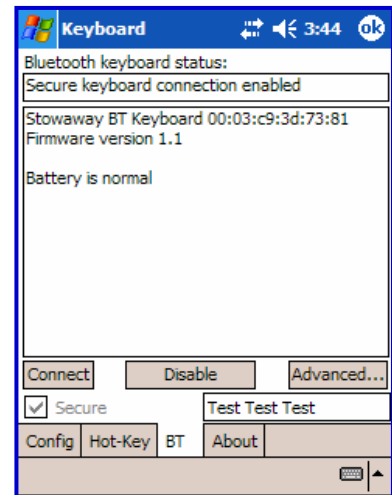 Keyboard 3:44 ok
Bluetooth keyboard status:
Secure keyboard connection enabled
Stowaway BT Keyboard 00:03:c9:3d:73:81
Firmware version 1.1
Battery is normal
Connect Disable Advanced...
Secure Test Test Test
Config Hot-Key BT About